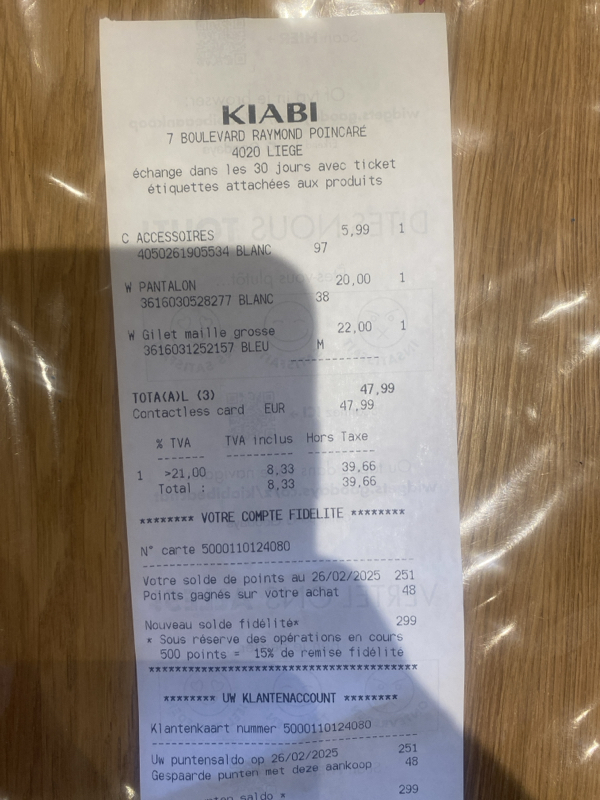 KIABI
7 BOULEVARD RAYMOND POINCARE
4020 LIEGE
échange dans les 30 jours avec ticket
étiquettes attachées aux produits
C ACCESSOIRES 5,99 1
4050261905534 BLANC 97
W PANTALON 20,00 1
3616030528277 BLANC 38
W Gilet maille grosse 22,00 1
3616031252157 BLEU M
------------
TOTA(A)L (3) 47,99
Contactless card EUR 47,99
% TVA TVA inclus Hors Taxe
1 >21,00 8,33 39,66
Total : 8,33 39,66
******** VOTRE COMPTE FIDELITE ********
N° carte 5000110124080
Votre solde de points au 26/02/2025 251
Points gagnés sur votre achat 48
Nouveau solde fidélité* 299
* Sous réserve des opérations en cours
500 points = 15% de remise fidélité
******** UW KLANTENACCOUNT ********
Klantenkaart nummer 5000110124080
Uw puntensaldo op 26/02/2025 251
Gespaarde punten met deze aankoop 48
saldo * 299